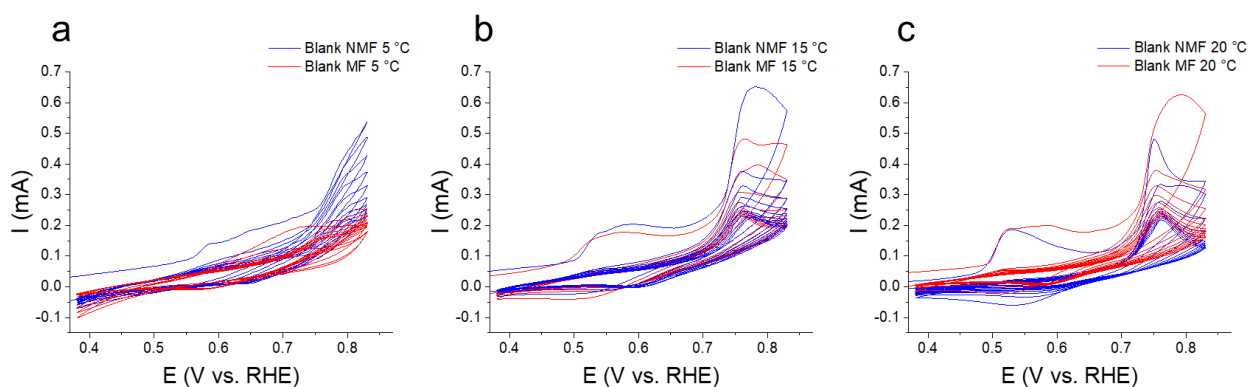 a
Blank NMF 5 °C
Blank MF 5 °C
0.7
0.6
0.5
0.4
0.3
0.2
0.1
0.0
-0.1
I (mA)
0.4 0.5 0.6 0.7 0.8
E (V vs. RHE)
b
Blank NMF 15 °C
Blank MF 15 °C
0.7
0.6
0.5
0.4
0.3
0.2
0.1
0.0
-0.1
I (mA)
0.4 0.5 0.6 0.7 0.8
E (V vs. RHE)
c
Blank NMF 20 °C
Blank MF 20 °C
0.7
0.6
0.5
0.4
0.3
0.2
0.1
0.0
-0.1
I (mA)
0.4 0.5 0.6 0.7 0.8
E (V vs. RHE)